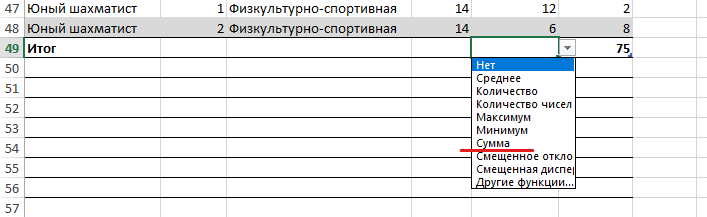 47 Юный шахматист 1 Физкультурно-спортивная 14 12 2
48 Юный шахматист 2 Физкультурно-спортивная 14 6 8
49 Итог 75
50 Нет
Среднее
51 Количество
52 Количество чисел
Максимум
53 Минимум
54 Сумма
Смещенное откло
55 Смещенная диспер
56 Другие функции...
57